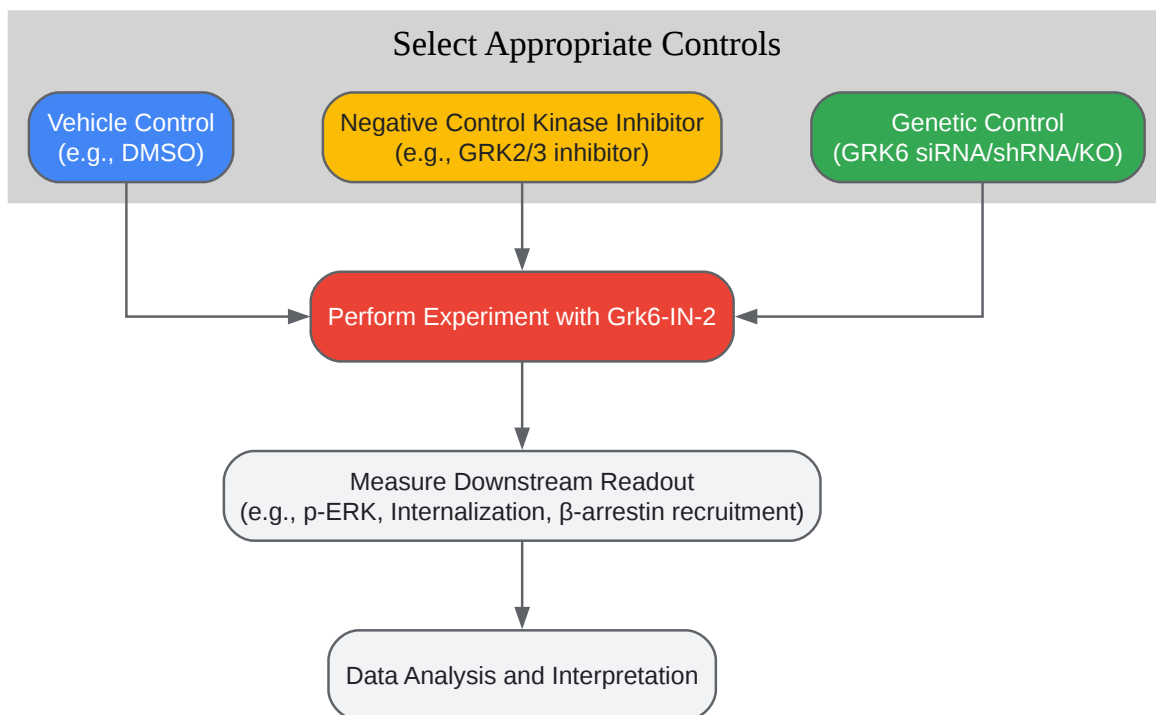 Select Appropriate Controls
Vehicle Control
(e.g., DMSO)
Negative Control Kinase Inhibitor
(e.g., GRK2/3 inhibitor)
Genetic Control
(GRK6 siRNA/shRNA/KO)
Perform Experiment with Grk6-IN-2
Measure Downstream Readout
(e.g., p-ERK, Internalization, β-arrestin recruitment)
Data Analysis and Interpretation